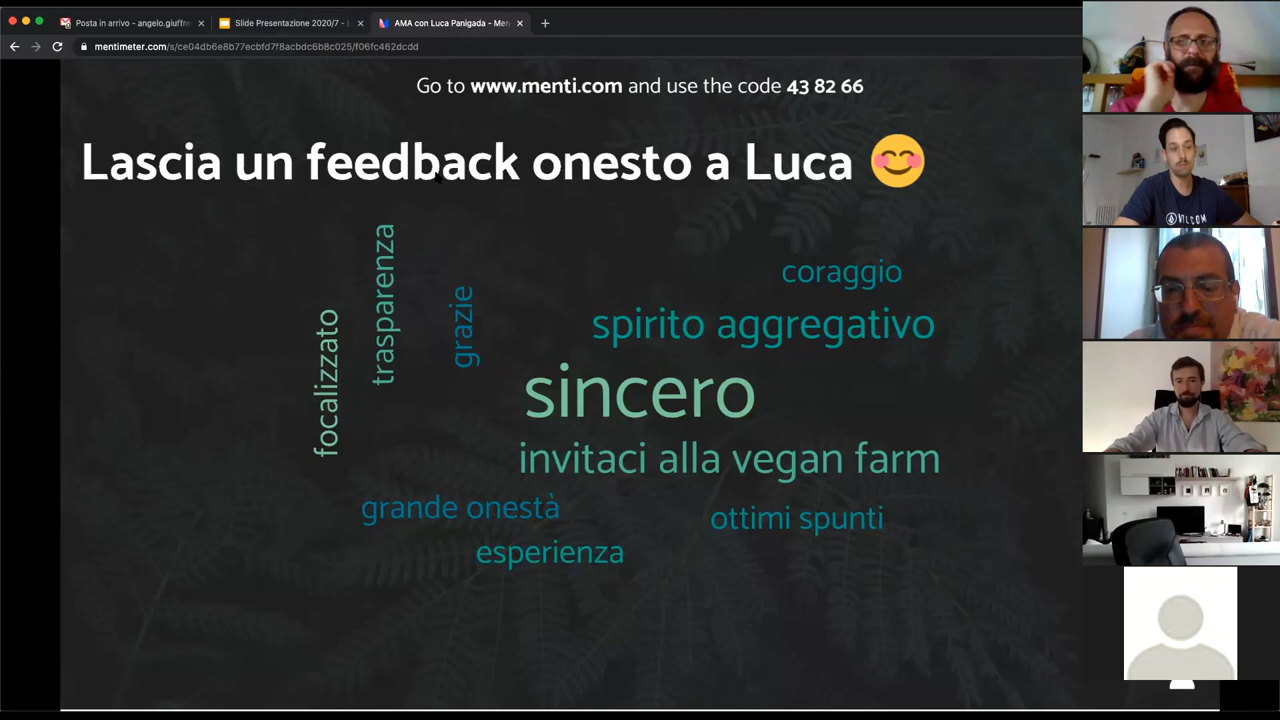 Posta in arrivo - angelo.giuffre
Slide Presentazione 2020/7 - L
AMA con Luca Panigada - Men
mentimeter.com/s/ce04db6e8b77ecbfd7f8acbdc6b8c025/f06fc462dcdd
Go to www.menti.com and use the code 43 82 66
Lascia un feedback onesto a Luca 😊
coraggio
trasparenza
grazie
focalizzato
spirito aggregativo
sincero
invitaci alla vegan farm
grande onestà
ottimi spunti
esperienza
VOLCOM